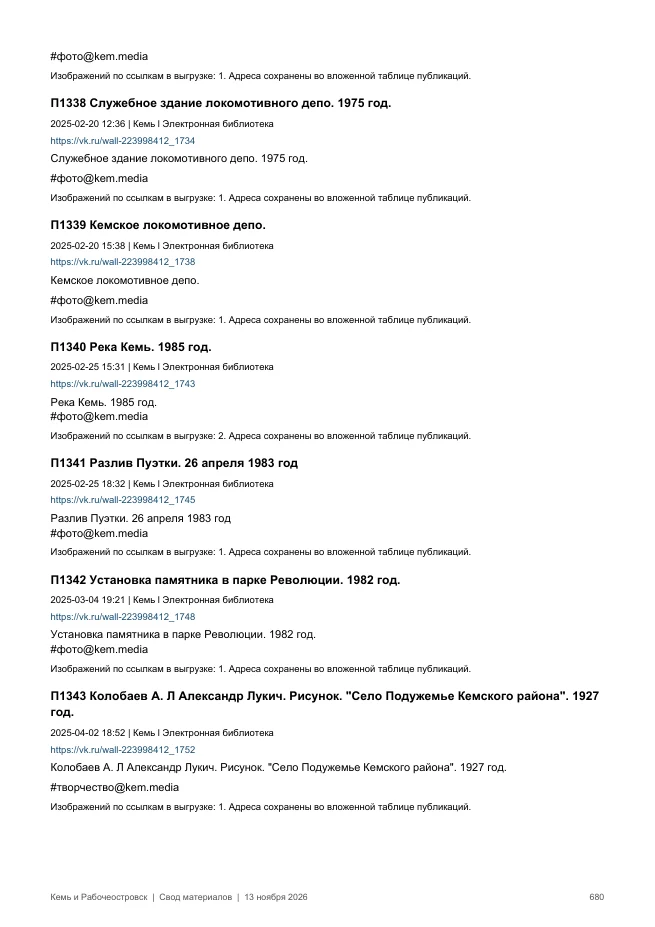 #фото@kem.media
Изображений по ссылкам в выгрузке: 1. Адреса сохранены во вложенной таблице публикаций.
П1338 Служебное здание локомотивного депо. 1975 год.
2025-02-20 12:36 | Кемь l Электронная библиотека
https://vk.ru/wall-223998412_1734
Служебное здание локомотивного депо. 1975 год.
#фото@kem.media
Изображений по ссылкам в выгрузке: 1. Адреса сохранены во вложенной таблице публикаций.
П1339 Кемское локомотивное депо.
2025-02-20 15:38 | Кемь l Электронная библиотека
https://vk.ru/wall-223998412_1738
Кемское локомотивное депо.
#фото@kem.media
Изображений по ссылкам в выгрузке: 1. Адреса сохранены во вложенной таблице публикаций.
П1340 Река Кемь. 1985 год.
2025-02-25 15:31 | Кемь l Электронная библиотека
https://vk.ru/wall-223998412_1743
Река Кемь. 1985 год.
#фото@kem.media
Изображений по ссылкам в выгрузке: 2. Адреса сохранены во вложенной таблице публикаций.
П1341 Разлив Пуэтки. 26 апреля 1983 год
2025-02-25 18:32 | Кемь l Электронная библиотека
https://vk.ru/wall-223998412_1745
Разлив Пуэтки. 26 апреля 1983 год
#фото@kem.media
Изображений по ссылкам в выгрузке: 1. Адреса сохранены во вложенной таблице публикаций.
П1342 Установка памятника в парке Революции. 1982 год.
2025-03-04 19:21 | Кемь l Электронная библиотека
https://vk.ru/wall-223998412_1748
Установка памятника в парке Революции. 1982 год.
#фото@kem.media
Изображений по ссылкам в выгрузке: 1. Адреса сохранены во вложенной таблице публикаций.
П1343 Колобаев А. Л Александр Лукич. Рисунок. "Село Подужемье Кемского района". 1927
год.
2025-04-02 18:52 | Кемь l Электронная библиотека
https://vk.ru/wall-223998412_1752
Колобаев А. Л Александр Лукич. Рисунок. "Село Подужемье Кемского района". 1927 год.
#творчество@kem.media
Изображений по ссылкам в выгрузке: 1. Адреса сохранены во вложенной таблице публикаций.
Кемь и Рабочеостровск | Свод материалов | 13 ноября 2026 680